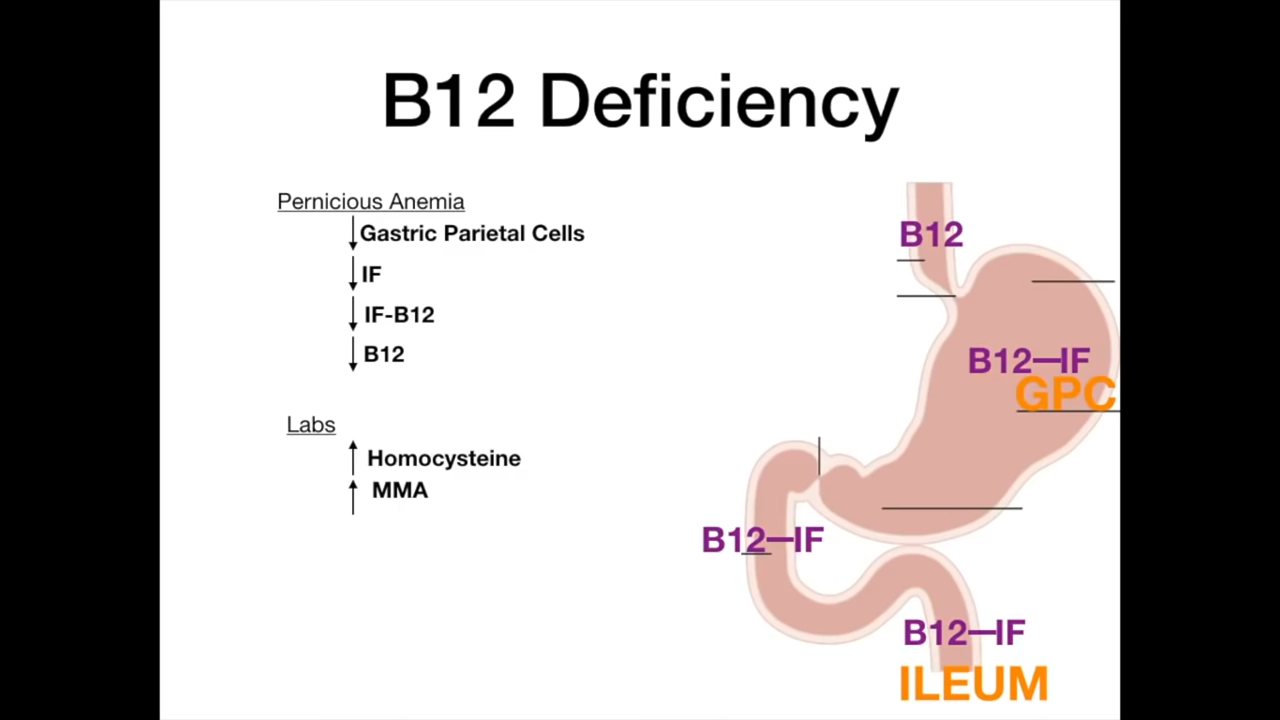 B12 Deficiency
Pernicious Anemia
Gastric Parietal Cells
IF
IF-B12
B12
Labs
Homocysteine
MMA
B12
B12—IF
GPC
B12—IF
B12—IF
ILEUM